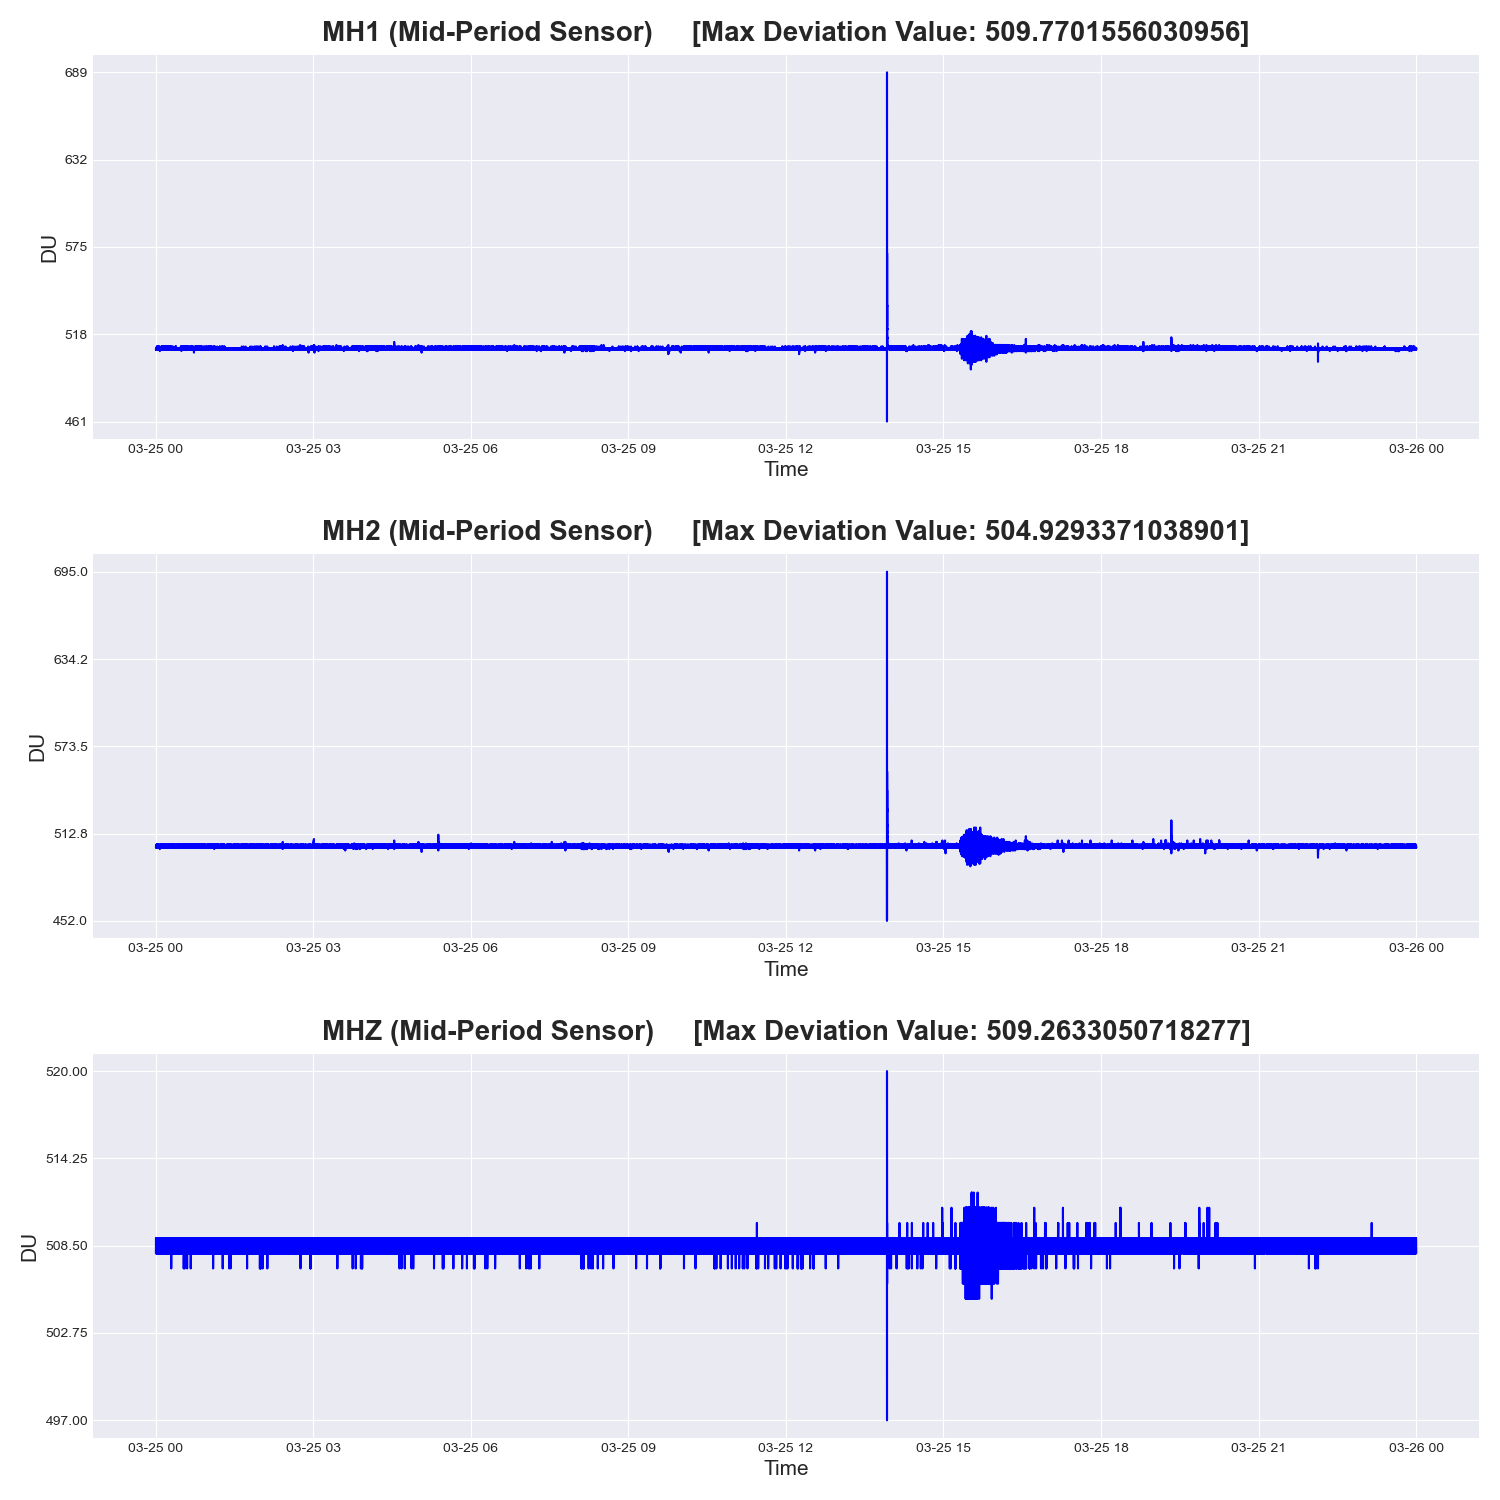 MH1 (Mid-Period Sensor) [Max Deviation Value: 509.7701556030956]
689
632
575
518
461
DU
03-25 00 03-25 03 03-25 06 03-25 09 03-25 12 03-25 15 03-25 18 03-25 21 03-26 00
Time
MH2 (Mid-Period Sensor) [Max Deviation Value: 504.9293371038901]
695.0
634.2
573.5
512.8
452.0
DU
03-25 00 03-25 03 03-25 06 03-25 09 03-25 12 03-25 15 03-25 18 03-25 21 03-26 00
Time
MHZ (Mid-Period Sensor) [Max Deviation Value: 509.2633050718277]
520.00
514.25
508.50
502.75
497.00
DU
03-25 00 03-25 03 03-25 06 03-25 09 03-25 12 03-25 15 03-25 18 03-25 21 03-26 00
Time